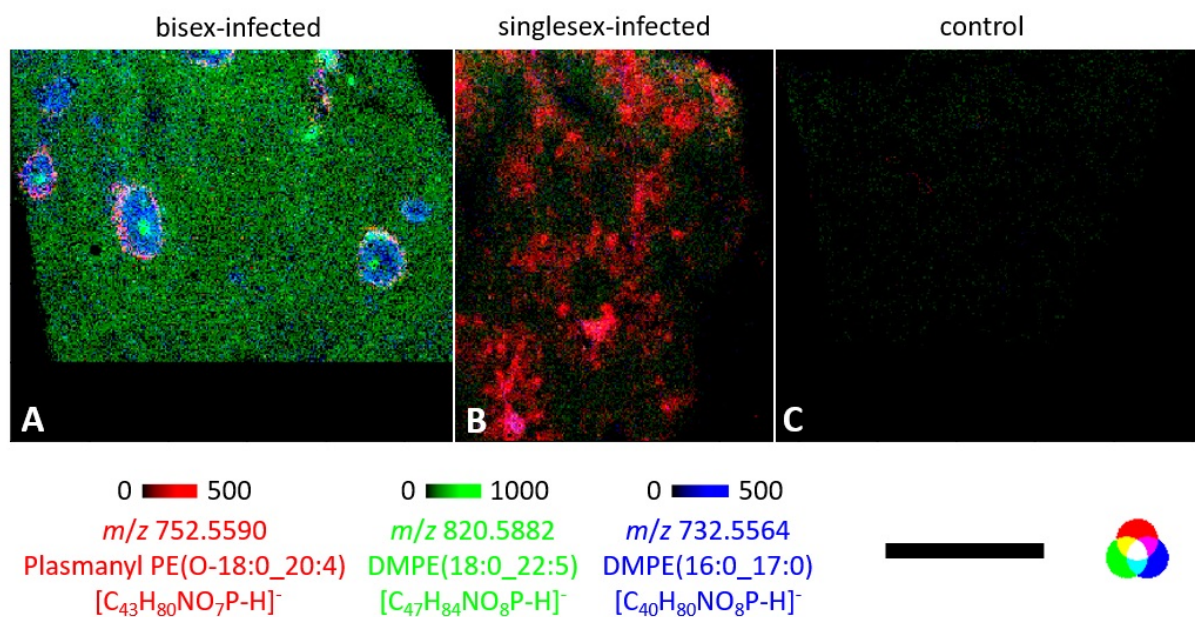 bisex-infected singlesex-infected control
A B C
0 500 0 1000 0 500
m/z 752.5590 m/z 820.5882 m/z 732.5564
Plasmanyl PE(O-18:0_20:4) DMPE(18:0_22:5) DMPE(16:0_17:0)
[C₄₃H₈₀NO₇P-H]⁻ [C₄₇H₈₄NO₈P-H]⁻ [C₄₀H₈₀NO₈P-H]⁻